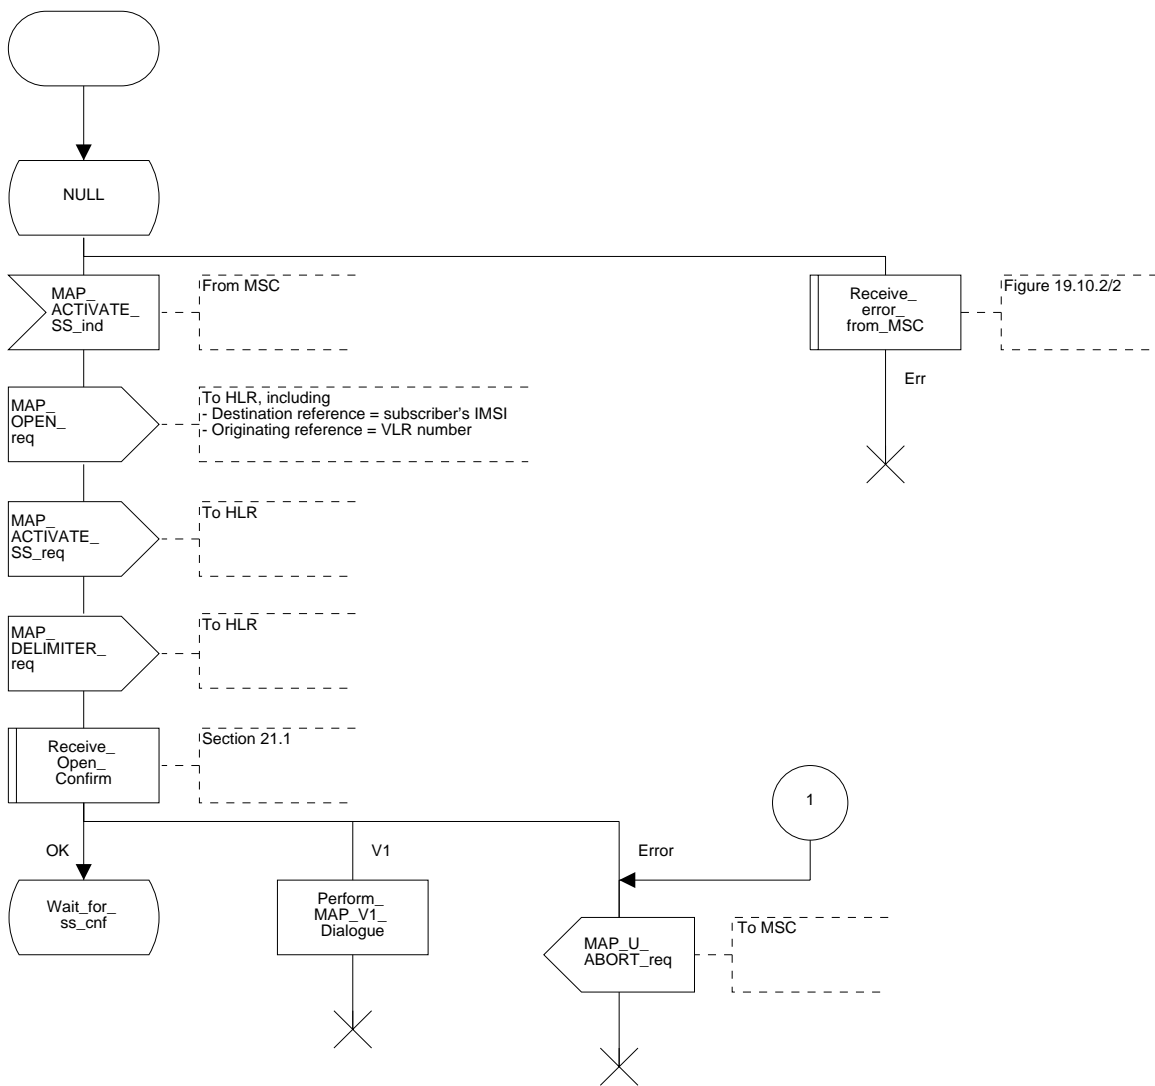 NULL
MAP_
ACTIVATE_
SS_ind
From MSC
Receive_
error_
from_MSC
Figure 19.10.2/2
Err
MAP_
OPEN_
req
To HLR, including
- Destination reference = subscriber's IMSI
- Originating reference = VLR number
MAP_
ACTIVATE_
SS_req
To HLR
MAP_
DELIMITER_
req
To HLR
Receive_
Open_
Confirm
Section 21.1
1
OK
V1
Error
Wait_for_
ss_cnf
Perform_
MAP_V1_
Dialogue
MAP_U_
ABORT_req
To MSC